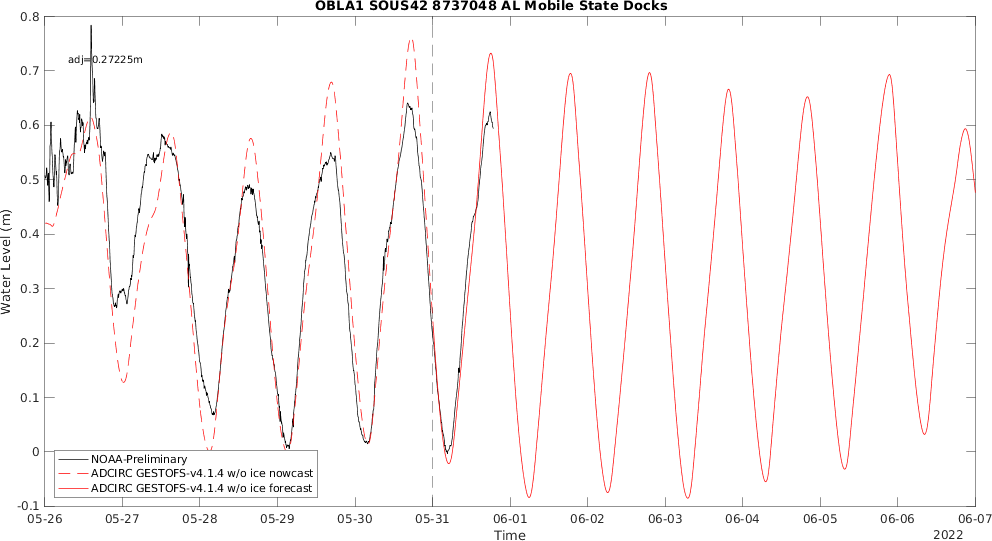 OBLA1 SOUS42 8737048 AL Mobile State Docks
0.8
0.7
0.6
0.5
0.4
0.3
0.2
0.1
0
-0.1
Water Level (m)
adj=0.27225m
NOAA-Preliminary
ADCIRC GESTOFS-v4.1.4 w/o ice nowcast
ADCIRC GESTOFS-v4.1.4 w/o ice forecast
05-26 05-27 05-28 05-29 05-30 05-31 06-01 06-02 06-03 06-04 06-05 06-06 06-07
Time
2022